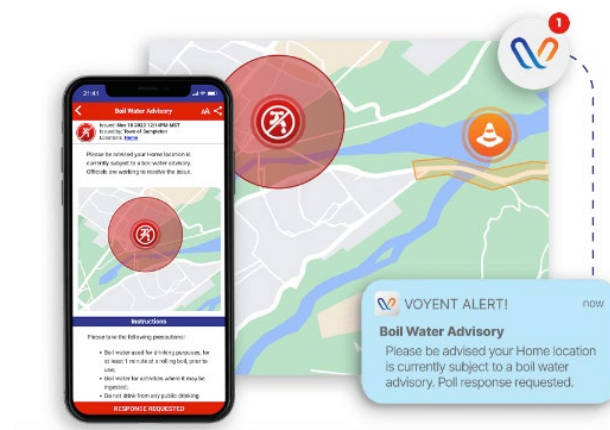 21:41
Boil Water Advisory
AA
Issued: Nov 18 2022 12:14PM MST
Issued by: Town of Sampleton
Locations: Home
Please be advised your Home location
is currently subject to a boil water advisory.
Officials are working to resolve the issue.
Instructions
Please take the following precautions:
• Boil water used for drinking purposes, for
at least 1 minute at a rolling boil, prior to
use;
• Boil water for activities where it may be
ingested;
• Do not drink from any public drinking
RESPONSE REQUESTED
1
VOYENT ALERT!
now
Boil Water Advisory
Please be advised your Home location
is currently subject to a boil water
advisory. Poll response requested.